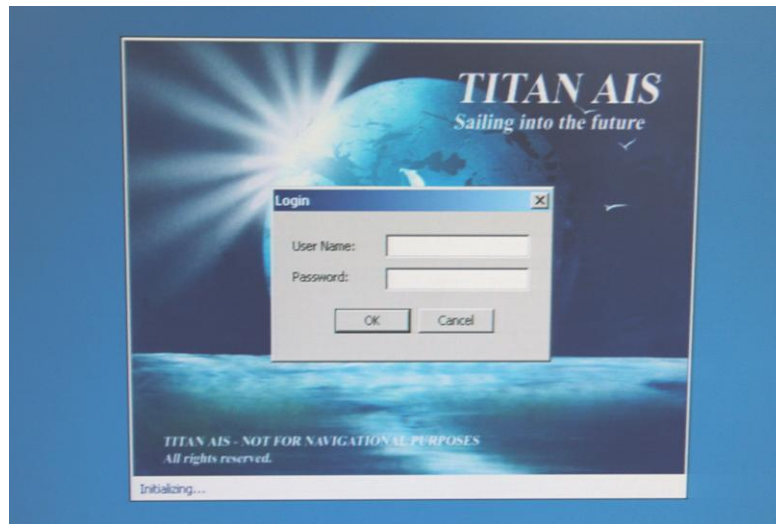 TITAN AIS
Sailing into the future
Login
User Name:
Password:
OK
Cancel
TITAN AIS - NOT FOR NAVIGATIONAL PURPOSES
All rights reserved.
Initializing...